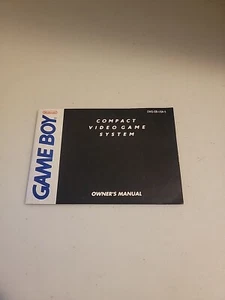 COMPACT
VIDEO GAME
SYSTEM
GAME BOY
OWNER'S MANUAL